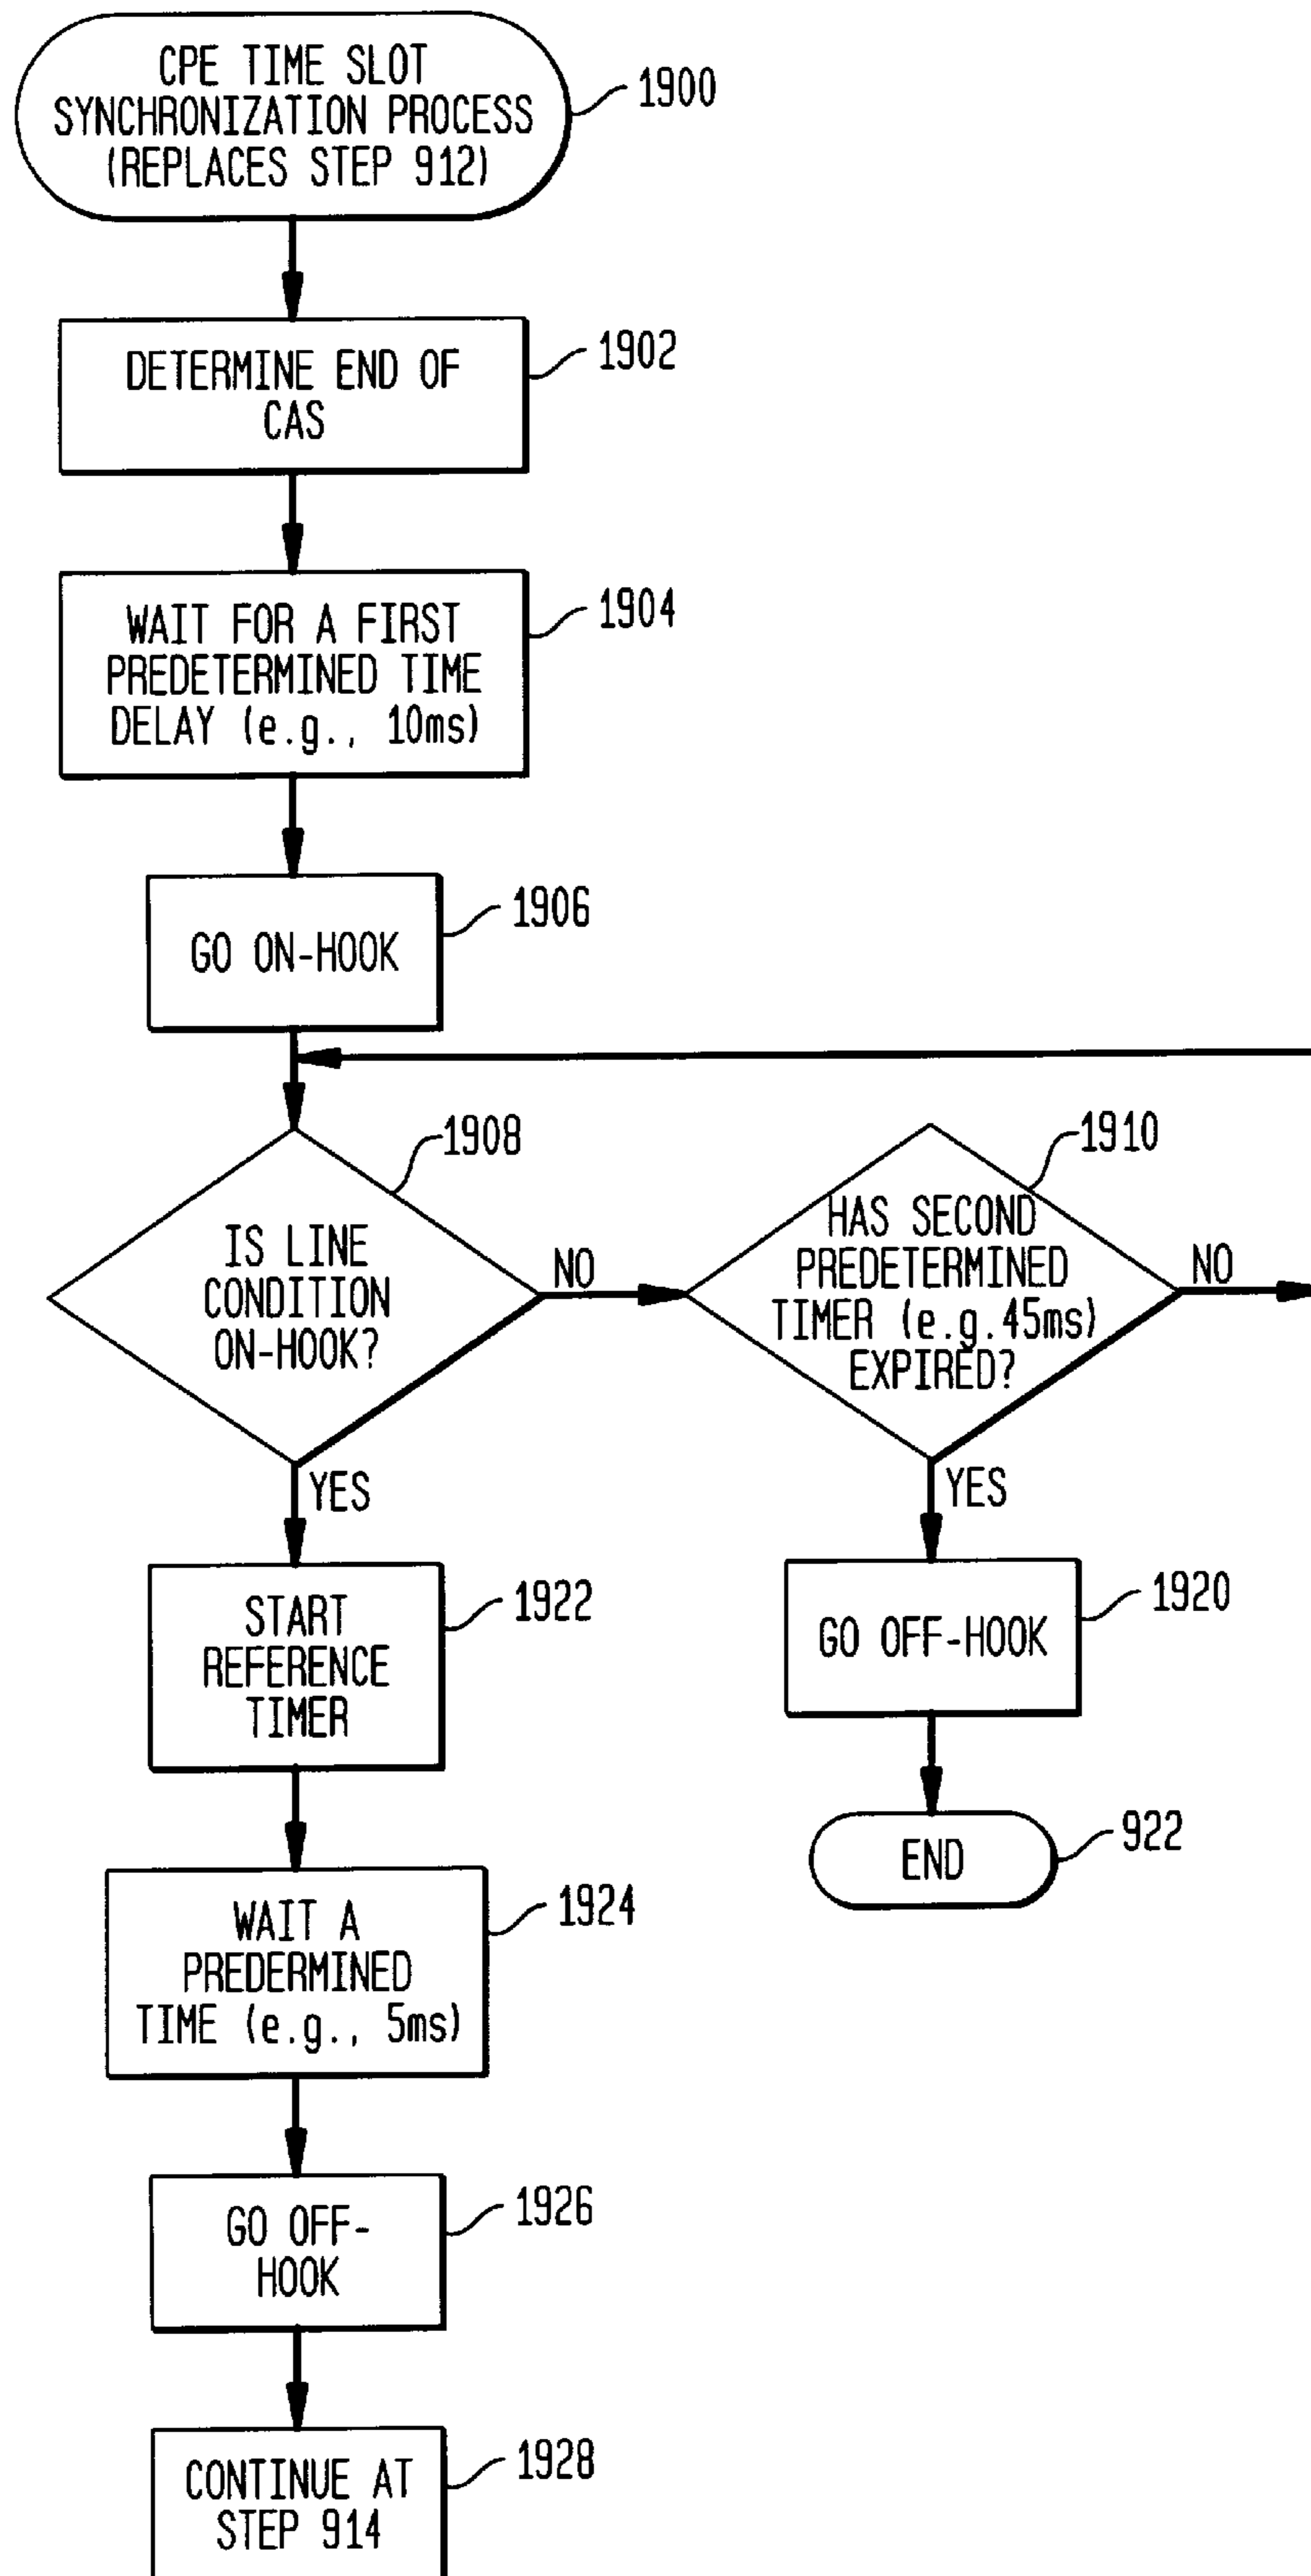 CPE TIME SLOT
SYNCHRONIZATION PROCESS
(REPLACES STEP 912)
1900
DETERMINE END OF
CAS
1902
WAIT FOR A FIRST
PREDETERMINED TIME
DELAY (e.g., 10ms)
1904
GO ON-HOOK
1906
IS LINE
CONDITION
ON-HOOK?
1908
NO
YES
HAS SECOND
PREDETERMINED
TIMER (e.g.45ms)
EXPIRED?
1910
NO
YES
GO OFF-HOOK
1920
END
922
START
REFERENCE
TIMER
1922
WAIT A
PREDERMINED
TIME (e.g., 5ms)
1924
GO OFF-
HOOK
1926
CONTINUE AT
STEP 914
1928